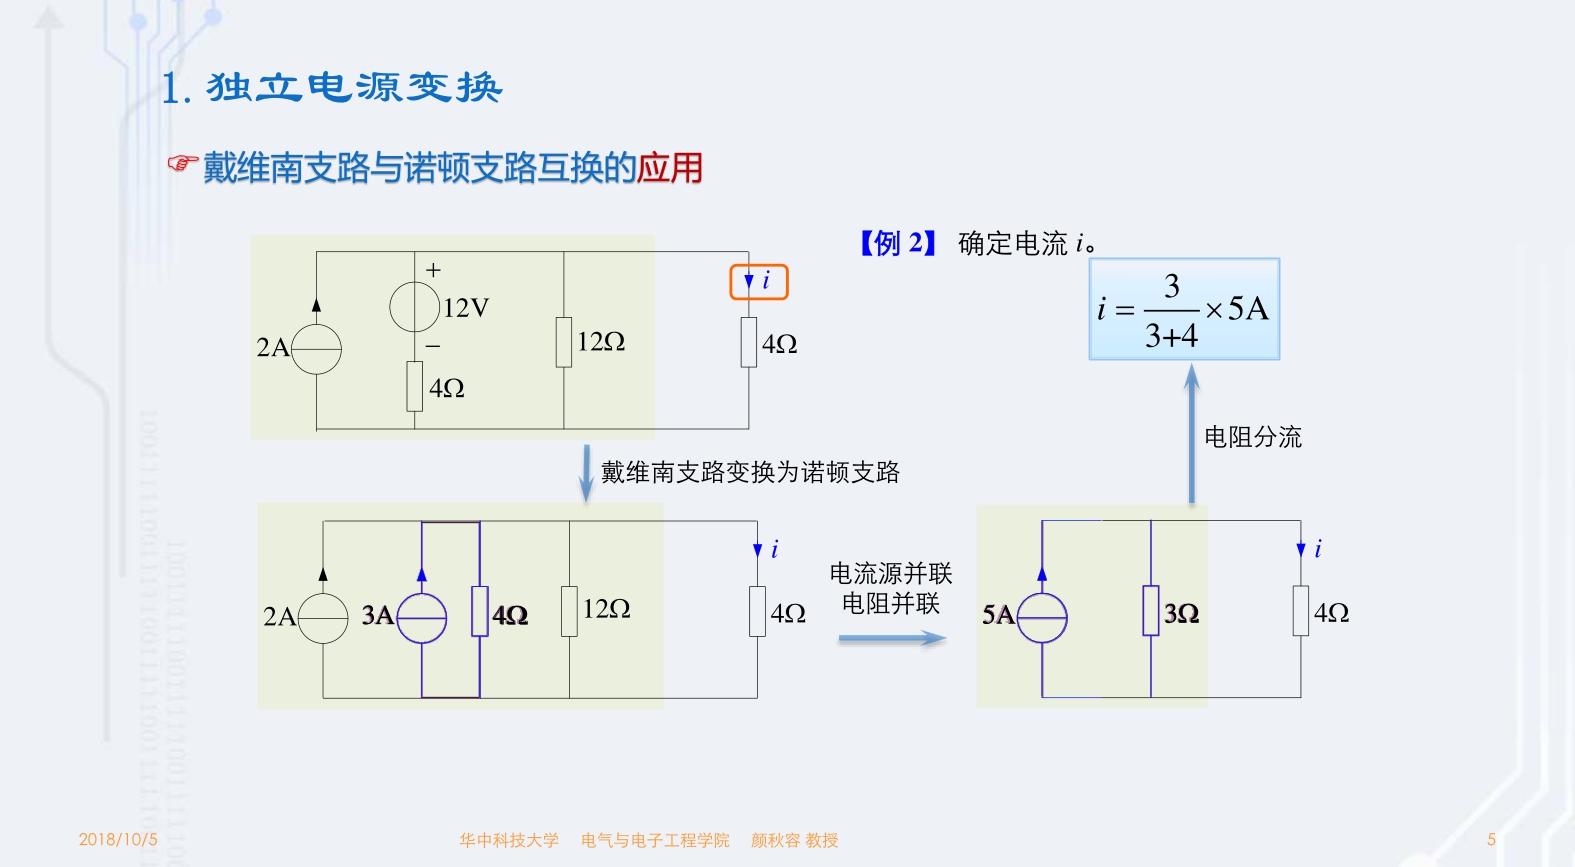 1. 独立电源变换
☞戴维南支路与诺顿支路互换的应用
【例 2】 确定电流 i。
i = 3/(3+4) ×5A
2A
+
12V
−
4Ω
12Ω
i
4Ω
戴维南支路变换为诺顿支路
电阻分流
2A
3A
4Ω
12Ω
i
4Ω
电流源并联
电阻并联
5A
3Ω
i
4Ω
2018/10/5
华中科技大学 电气与电子工程学院 颜秋容 教授
5